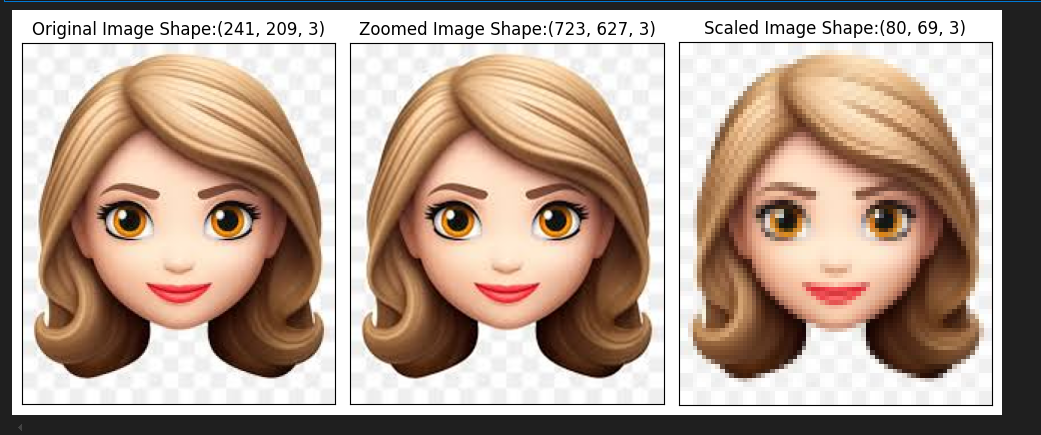 Original Image Shape:(241, 209, 3)
Zoomed Image Shape:(723, 627, 3)
Scaled Image Shape:(80, 69, 3)